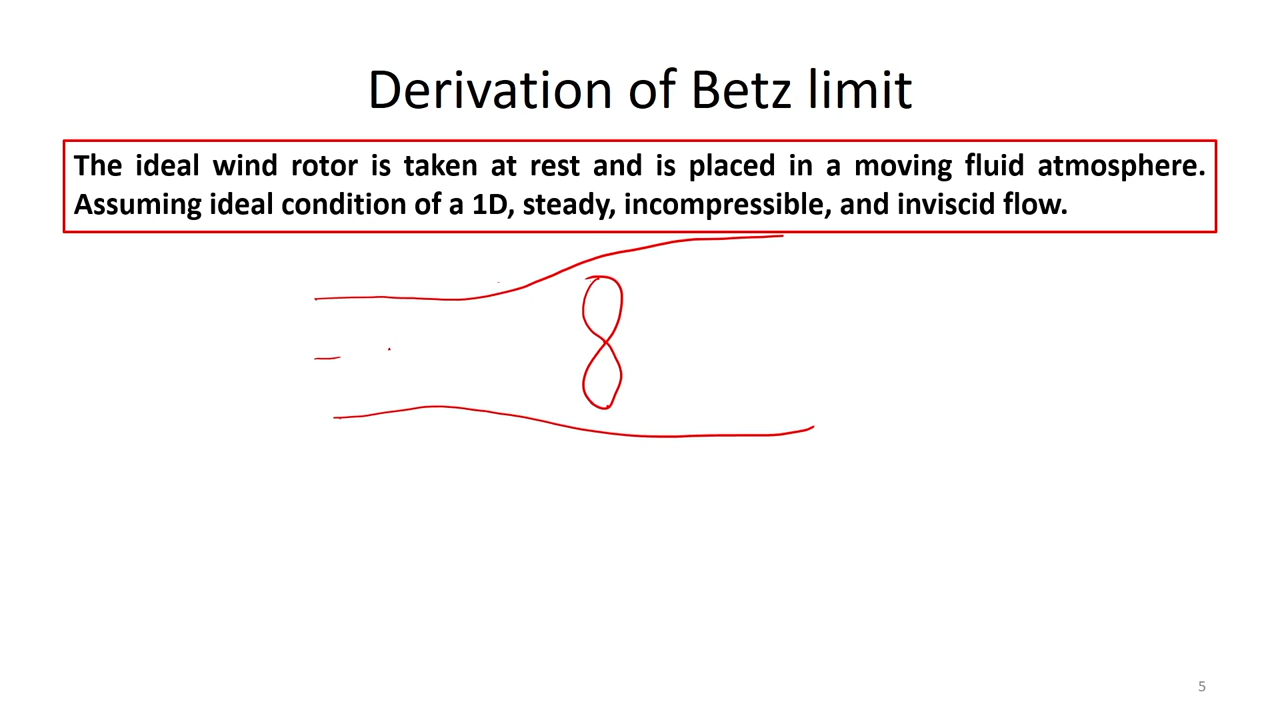 Derivation of Betz limit
The ideal wind rotor is taken at rest and is placed in a moving fluid atmosphere.
Assuming ideal condition of a 1D, steady, incompressible, and inviscid flow.
5